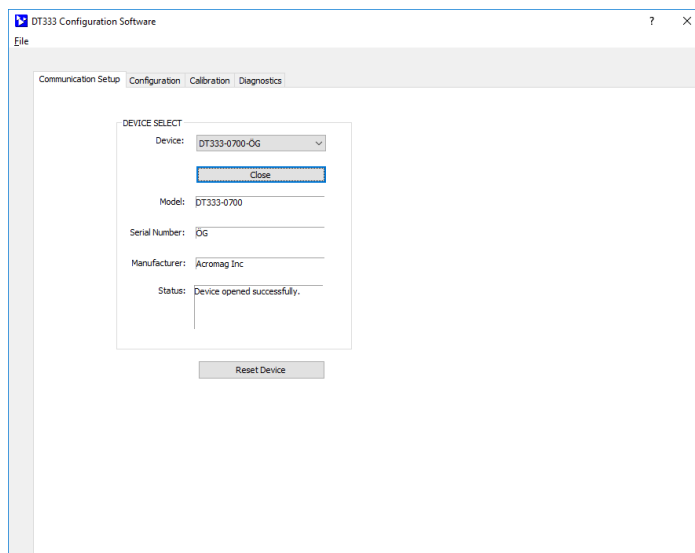 DT333 Configuration Software
?
File
Communication Setup Configuration Calibration Diagnostics
DEVICE SELECT
Device: DT333-0700-ÖG
Close
Model: DT333-0700
Serial Number: ÖG
Manufacturer: Acromag Inc
Status: Device opened successfully.
Reset Device